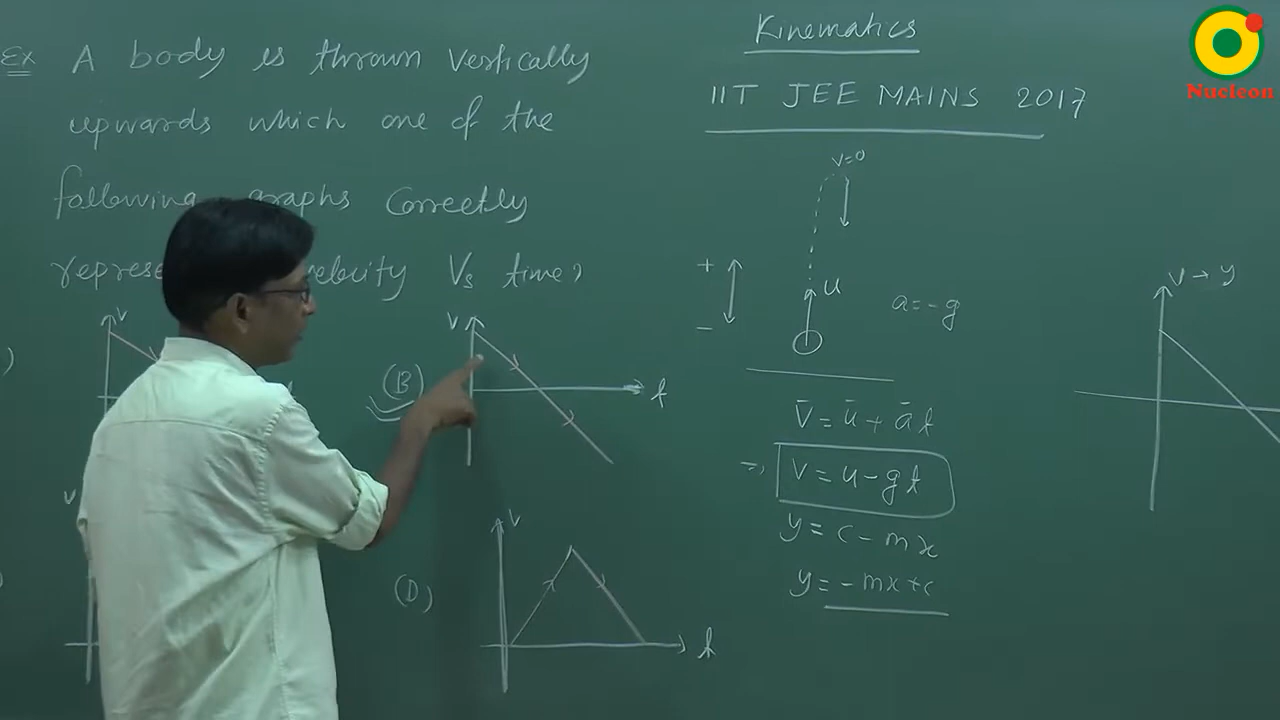 Ex A body is thrown vertically
upwards which one of the
following graphs correctly
velocity Vs time?
V
V
(B)
t
V
V
(D)
t
Kinematics
IIT JEE MAINS 2017
V=0
+
u
a=-g
-
V̄ = ū + āt
⇒ V = u - gt
y = c - mx
y = -mx+c
V → y
Nucleon